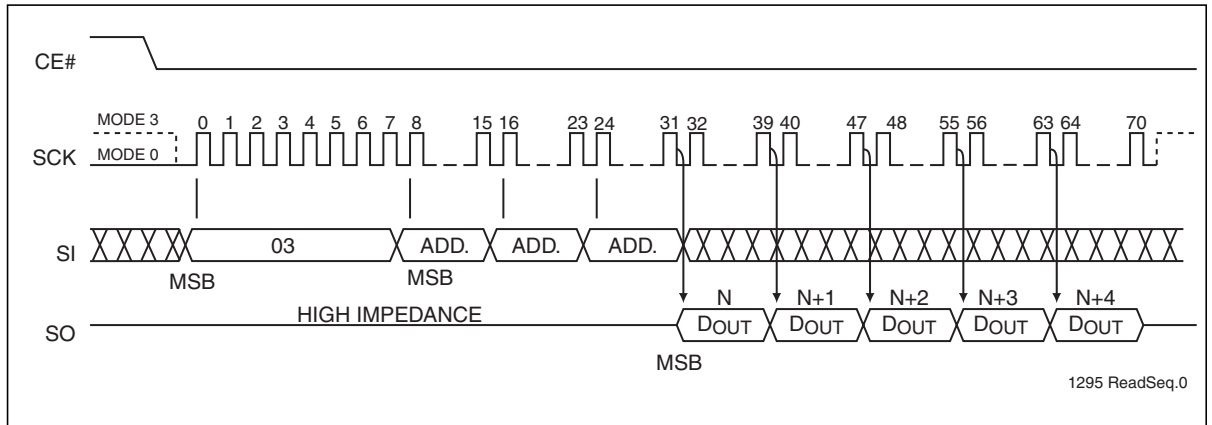 CE#
MODE 3
0 1 2 3 4 5 6 7 8 15 16 23 24 31 32 39 40 47 48 55 56 63 64 70
SCK
MODE 0
SI
03 ADD. ADD. ADD.
MSB MSB
HIGH IMPEDANCE
N N+1 N+2 N+3 N+4
SO
DOUT DOUT DOUT DOUT DOUT
MSB
1295 ReadSeq.0